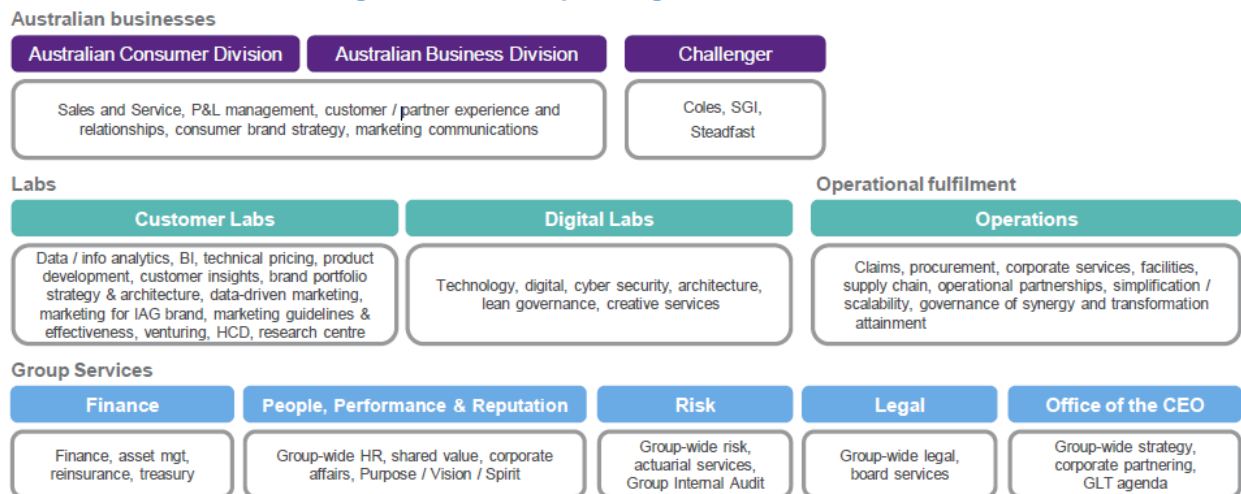 Australian businesses
Australian Consumer Division
Australian Business Division
Challenger
Sales and Service, P&L management, customer / partner experience and
relationships, consumer brand strategy, marketing communications
Coles, SGI,
Steadfast
Labs
Operational fulfilment
Customer Labs
Digital Labs
Operations
Data / info analytics, BI, technical pricing, product
development, customer insights, brand portfolio
strategy & architecture, data-driven marketing,
marketing for IAG brand, marketing guidelines &
effectiveness, venturing, HCD, research centre
Technology, digital, cyber security, architecture,
lean governance, creative services
Claims, procurement, corporate services, facilities,
supply chain, operational partnerships, simplification /
scalability, governance of synergy and transformation
attainment
Group Services
Finance
People, Performance & Reputation
Risk
Legal
Office of the CEO
Finance, asset mgt,
reinsurance, treasury
Group-wide HR, shared value, corporate
affairs, Purpose / Vision / Spirit
Group-wide risk,
actuarial services,
Group Internal Audit
Group-wide legal,
board services
Group-wide strategy,
corporate partnering,
GLT agenda